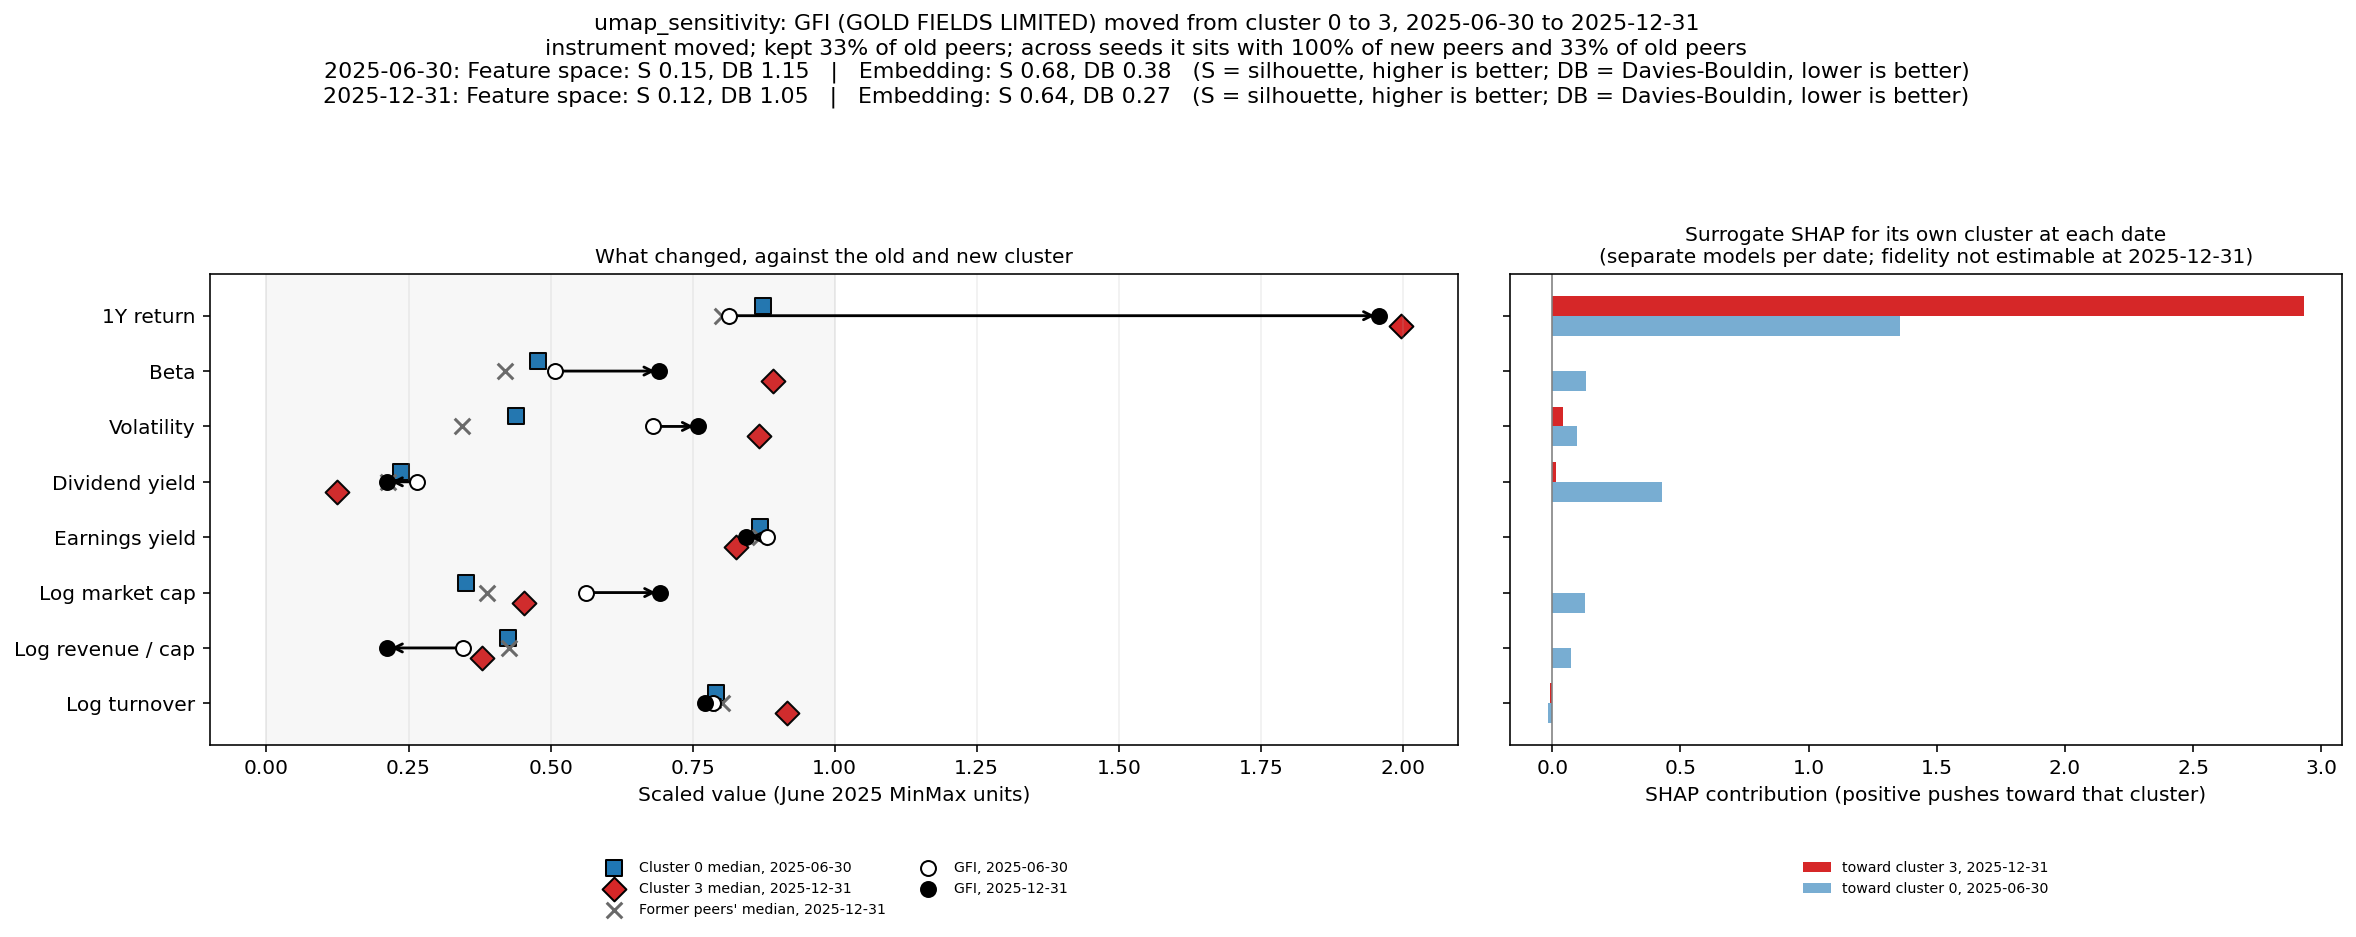 umap_sensitivity: GFI (GOLD FIELDS LIMITED) moved from cluster 0 to 3, 2025-06-30 to 2025-12-31
instrument moved; kept 33% of old peers; across seeds it sits with 100% of new peers and 33% of old peers
2025-06-30: Feature space: S 0.15, DB 1.15   |   Embedding: S 0.68, DB 0.38   (S = silhouette, higher is better; DB = Davies-Bouldin, lower is better)
2025-12-31: Feature space: S 0.12, DB 1.05   |   Embedding: S 0.64, DB 0.27   (S = silhouette, higher is better; DB = Davies-Bouldin, lower is better)
What changed, against the old and new cluster
1Y return
Beta
Volatility
Dividend yield
Earnings yield
Log market cap
Log revenue / cap
Log turnover
0.00 0.25 0.50 0.75 1.00 1.25 1.50 1.75 2.00
Scaled value (June 2025 MinMax units)
Cluster 0 median, 2025-06-30
Cluster 3 median, 2025-12-31
Former peers' median, 2025-12-31
GFI, 2025-06-30
GFI, 2025-12-31
Surrogate SHAP for its own cluster at each date
(separate models per date; fidelity not estimable at 2025-12-31)
0.0 0.5 1.0 1.5 2.0 2.5 3.0
SHAP contribution (positive pushes toward that cluster)
toward cluster 3, 2025-12-31
toward cluster 0, 2025-06-30